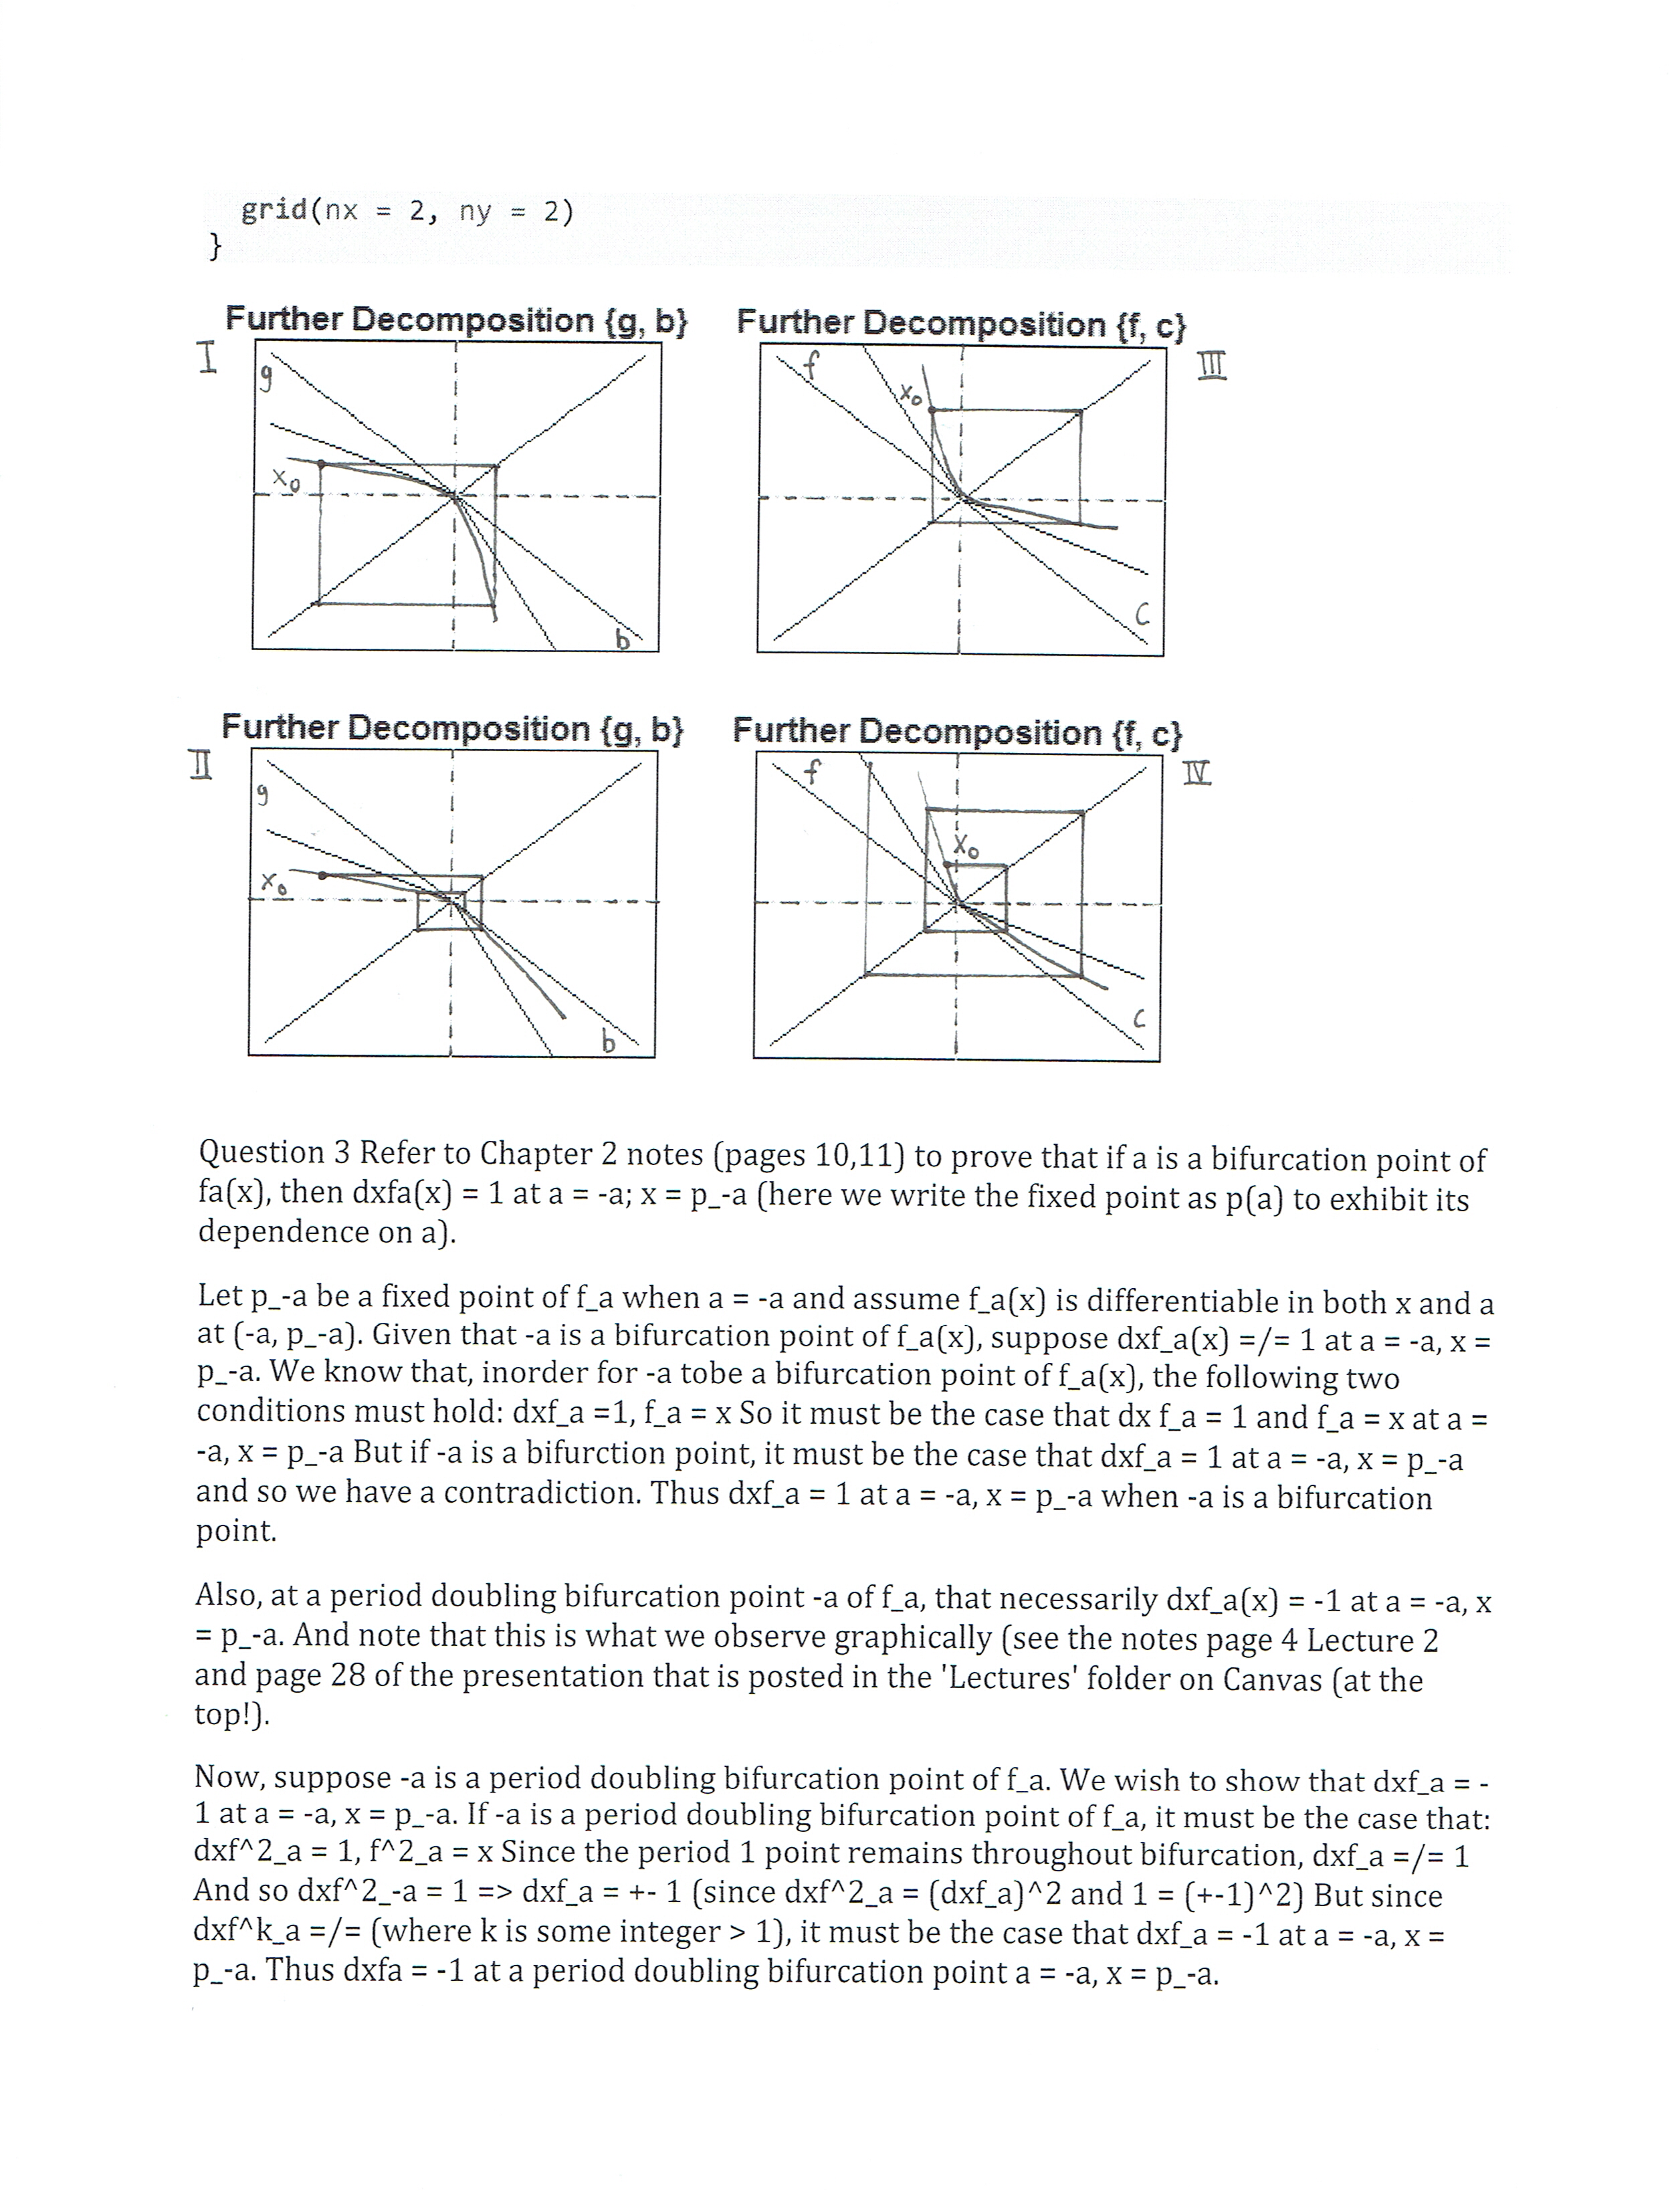 grid(nx = 2, ny = 2)
}
Further Decomposition {g, b}
I
g
x₀
b
Further Decomposition {f, c}
III
f
x₀
C
Further Decomposition {g, b}
II
g
x₀
b
Further Decomposition {f, c}
IV
f
x₀
c
Question 3 Refer to Chapter 2 notes (pages 10,11) to prove that if a is a bifurcation point of
fa(x), then dxfa(x) = 1 at a = -a; x = p_-a (here we write the fixed point as p(a) to exhibit its
dependence on a).
Let p_-a be a fixed point of f_a when a = -a and assume f_a(x) is differentiable in both x and a
at (-a, p_-a). Given that -a is a bifurcation point of f_a(x), suppose dxf_a(x) =/= 1 at a = -a, x =
p_-a. We know that, inorder for -a tobe a bifurcation point of f_a(x), the following two
conditions must hold: dxf_a =1, f_a = x So it must be the case that dx f_a = 1 and f_a = x at a =
-a, x = p_-a But if -a is a bifurction point, it must be the case that dxf_a = 1 at a = -a, x = p_-a
and so we have a contradiction. Thus dxf_a = 1 at a = -a, x = p_-a when -a is a bifurcation
point.
Also, at a period doubling bifurcation point -a of f_a, that necessarily dxf_a(x) = -1 at a = -a, x
= p_-a. And note that this is what we observe graphically (see the notes page 4 Lecture 2
and page 28 of the presentation that is posted in the 'Lectures' folder on Canvas (at the
top!).
Now, suppose -a is a period doubling bifurcation point of f_a. We wish to show that dxf_a = -
1 at a = -a, x = p_-a. If -a is a period doubling bifurcation point of f_a, it must be the case that:
dxf^2_a = 1, f^2_a = x Since the period 1 point remains throughout bifurcation, dxf_a =/= 1
And so dxf^2_-a = 1 => dxf_a = +- 1 (since dxf^2_a = (dxf_a)^2 and 1 = (+-1)^2) But since
dxf^k_a =/= (where k is some integer > 1), it must be the case that dxf_a = -1 at a = -a, x =
p_-a. Thus dxfa = -1 at a period doubling bifurcation point a = -a, x = p_-a.